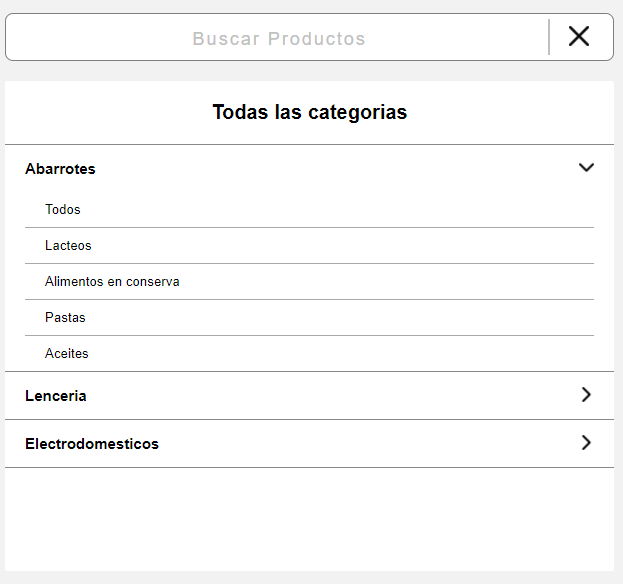 Buscar Productos
Todas las categorias
Abarrotes
Todos
Lacteos
Alimentos en conserva
Pastas
Aceites
Lenceria
Electrodomesticos